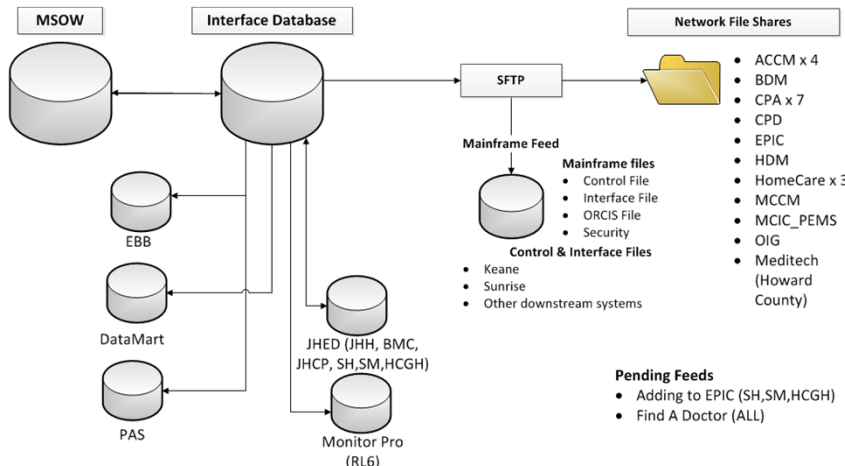 MSOW
Interface Database
Network File Shares
SFTP
• ACCM x 4
• BDM
• CPA x 7
• CPD
• EPIC
• HDM
• HomeCare x 3
• MCCM
• MCIC_PEMS
• OIG
• Meditech
(Howard
County)
Mainframe Feed
Mainframe files
• Control File
• Interface File
• ORCIS File
• Security
Control & Interface Files
• Keane
• Sunrise
• Other downstream systems
EBB
DataMart
PAS
JHED (JHH, BMC,
JHCP, SH,SM,HCGH)
Monitor Pro
(RL6)
Pending Feeds
• Adding to EPIC (SH,SM,HCGH)
• Find A Doctor (ALL)